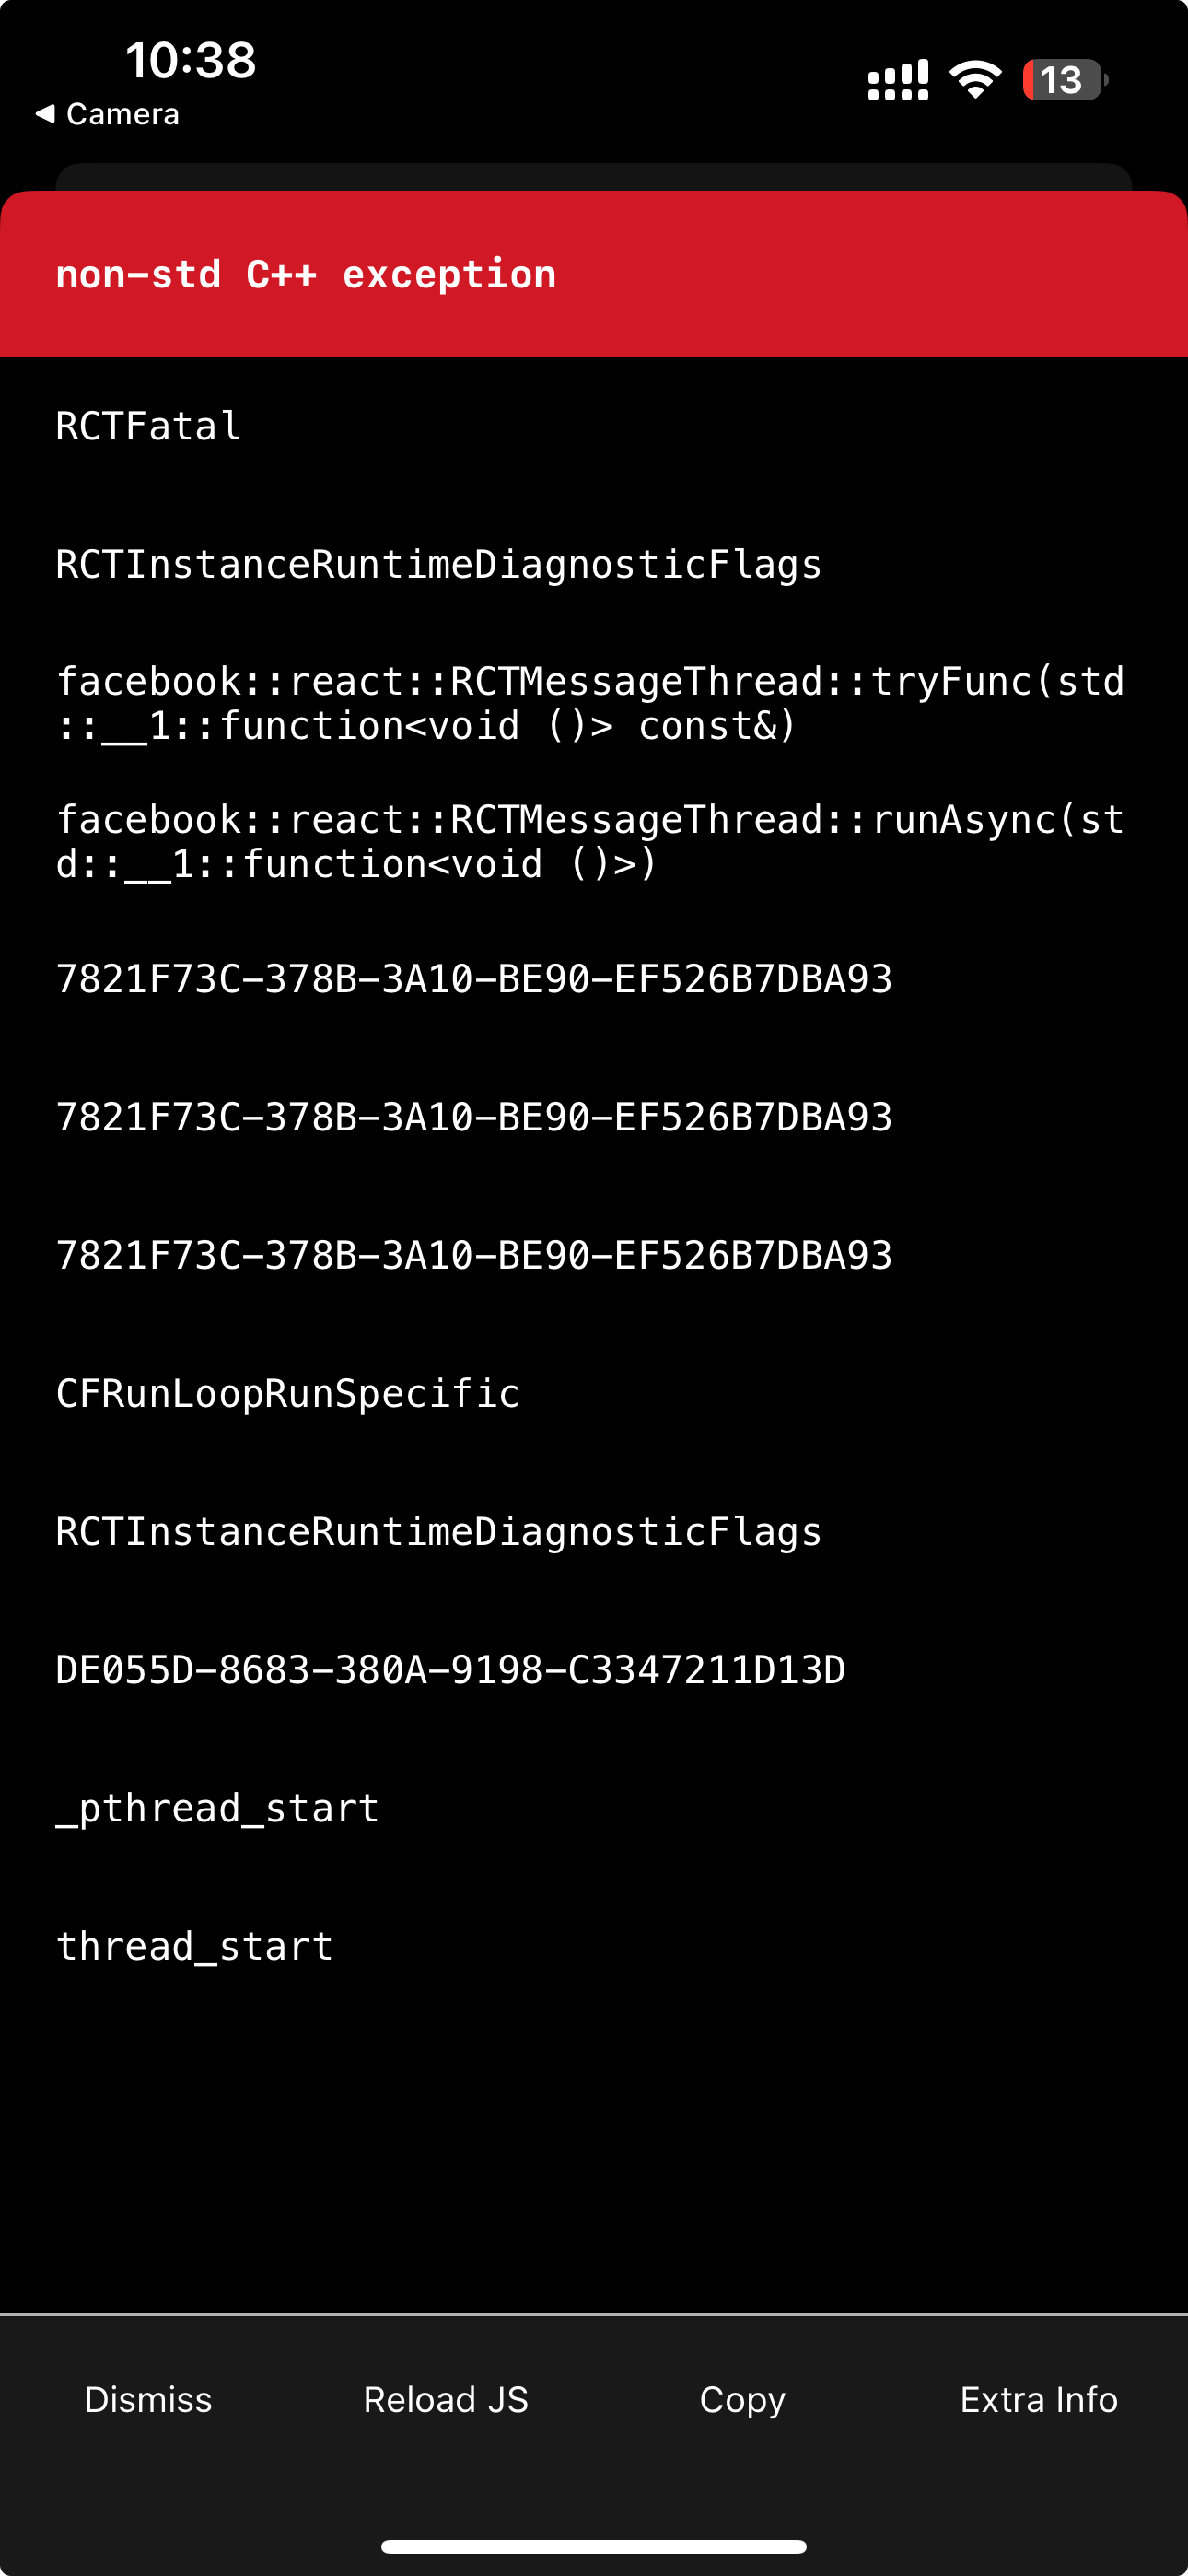 10:38
13
◀ Camera
non-std C++ exception
RCTFatal
RCTInstanceRuntimeDiagnosticFlags
facebook::react::RCTMessageThread::tryFunc(std
::__1::function<void ()> const&)
facebook::react::RCTMessageThread::runAsync(st
d::__1::function<void ()>)
7821F73C-378B-3A10-BE90-EF526B7DBA93
7821F73C-378B-3A10-BE90-EF526B7DBA93
7821F73C-378B-3A10-BE90-EF526B7DBA93
CFRunLoopRunSpecific
RCTInstanceRuntimeDiagnosticFlags
DE055D-8683-380A-9198-C3347211D13D
_pthread_start
thread_start
Dismiss Reload JS Copy Extra Info